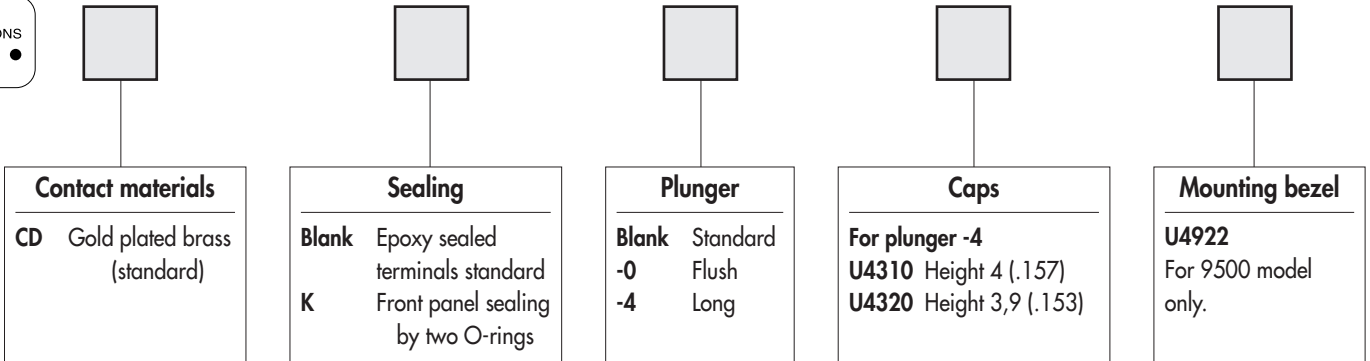 Contact materials
CD Gold plated brass
(standard)
Sealing
Blank Epoxy sealed
terminals standard
K Front panel sealing
by two O-rings
Plunger
Blank Standard
-0 Flush
-4 Long
Caps
For plunger -4
U4310 Height 4 (.157)
U4320 Height 3,9 (.153)
Mounting bezel
U4922
For 9500 model
only.